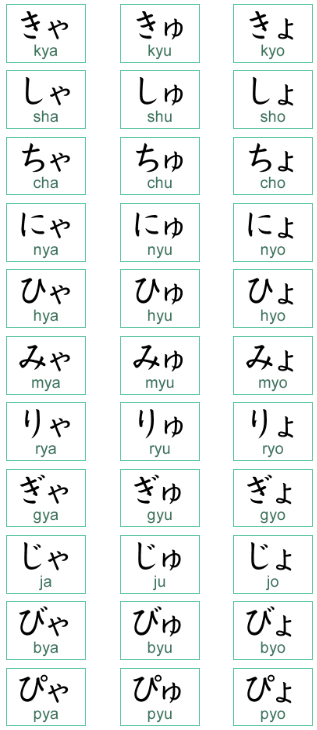 きゃ きゅ きょ
kya kyu kyo
しゃ しゅ しょ
sha shu sho
ちゃ ちゅ ちょ
cha chu cho
にゃ にゅ にょ
nya nyu nyo
ひゃ ひゅ ひょ
hya hyu hyo
みゃ みゅ みょ
mya myu myo
りゃ りゅ りょ
rya ryu ryo
ぎゃ ぎゅ ぎょ
gya gyu gyo
じゃ じゅ じょ
ja ju jo
びゃ びゅ びょ
bya byu byo
ぴゃ ぴゅ ぴょ
pya pyu pyo